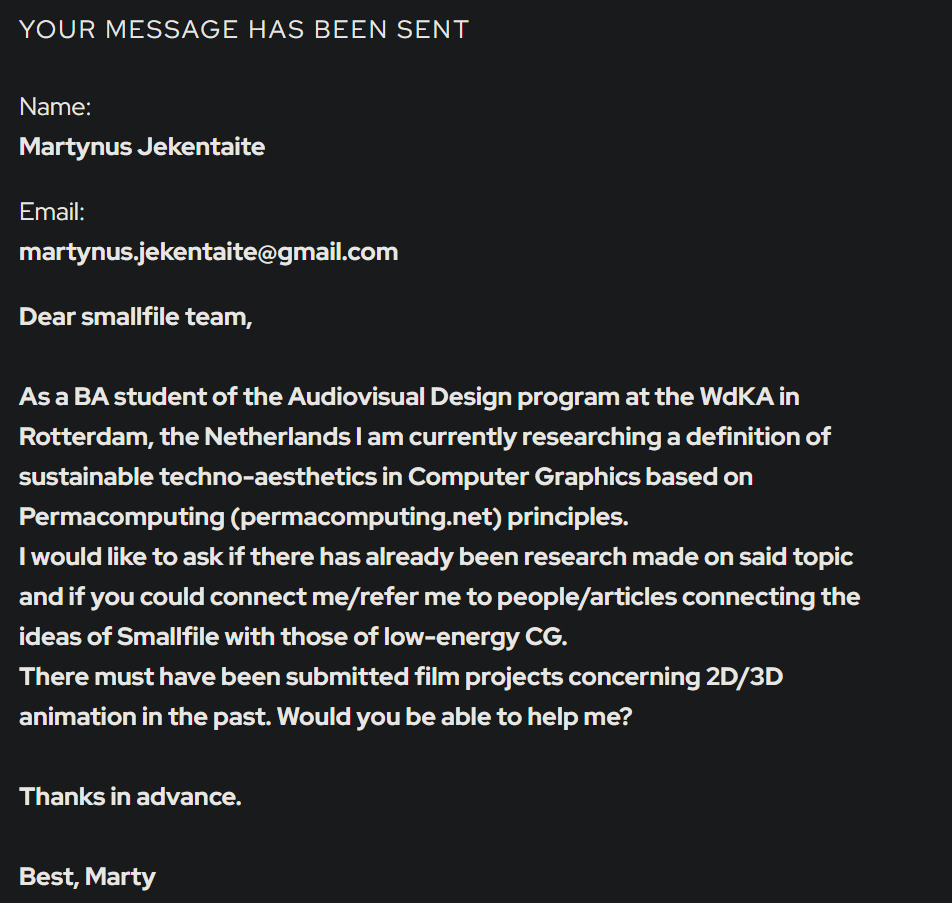 YOUR MESSAGE HAS BEEN SENT
Name:
Martynus Jekentaite
Email:
martynus.jekentaite@gmail.com
Dear smallfile team,
As a BA student of the Audiovisual Design program at the WdKA in
Rotterdam, the Netherlands I am currently researching a definition of
sustainable techno-aesthetics in Computer Graphics based on
Permacomputing (permacomputing.net) principles.
I would like to ask if there has already been research made on said topic
and if you could connect me/refer me to people/articles connecting the
ideas of Smallfile with those of low-energy CG.
There must have been submitted film projects concerning 2D/3D
animation in the past. Would you be able to help me?
Thanks in advance.
Best, Marty